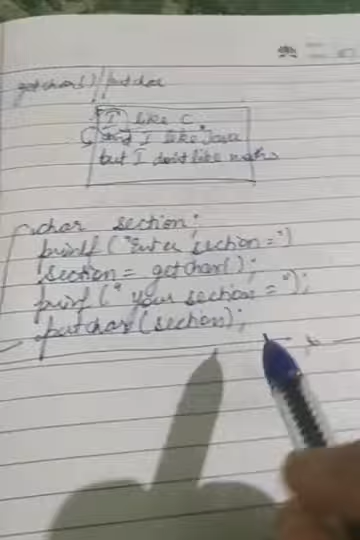 getchar()/putchar
I like C
and I like Java
but I don't like maths
char section;
printf ("Enter section =")
section = getchar();
printf (" your section = ");
putchar (section);